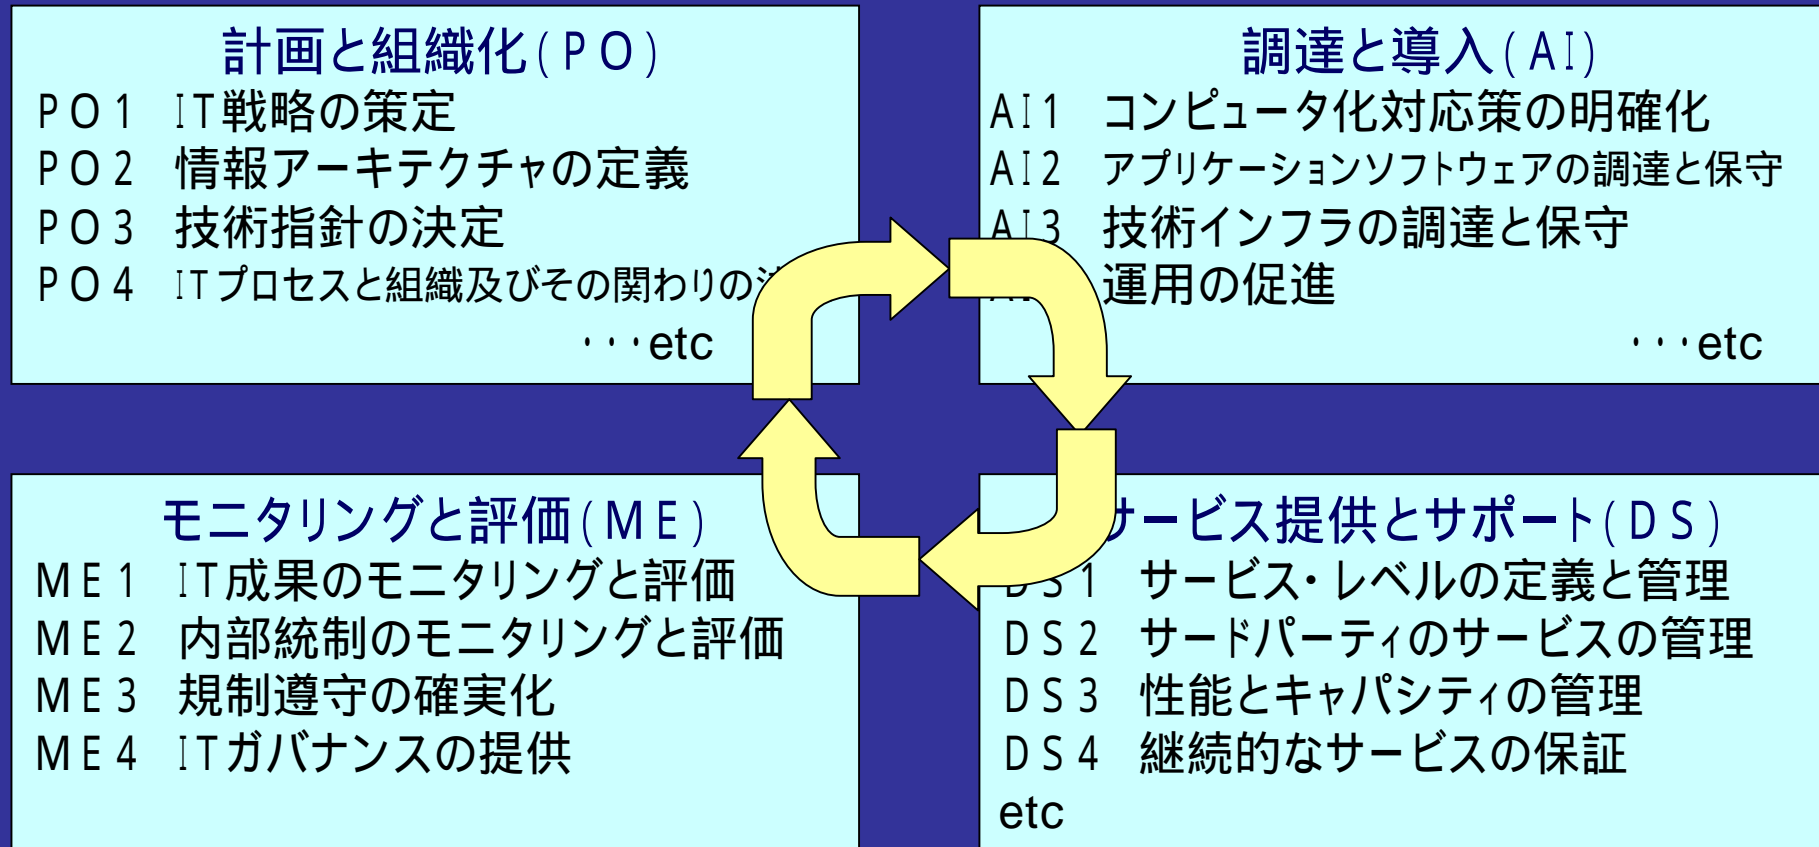 計画と組織化(PO)
PO1 IT戦略の策定
PO2 情報アーキテクチャの定義
PO3 技術指針の決定
PO4 ITプロセスと組織及びその関わりの
・・・etc
調達と導入(AI)
AI1 コンピュータ化対応策の明確化
AI2 アプリケーションソフトウェアの調達と保守
AI3 技術インフラの調達と保守
運用の促進
・・・etc
モニタリングと評価(ME)
ME1 IT成果のモニタリングと評価
ME2 内部統制のモニタリングと評価
ME3 規制遵守の確実化
ME4 ITガバナンスの提供
サービス提供とサポート(DS)
DS1 サービス・レベルの定義と管理
DS2 サードパーティのサービスの管理
DS3 性能とキャパシティの管理
DS4 継続的なサービスの保証
etc